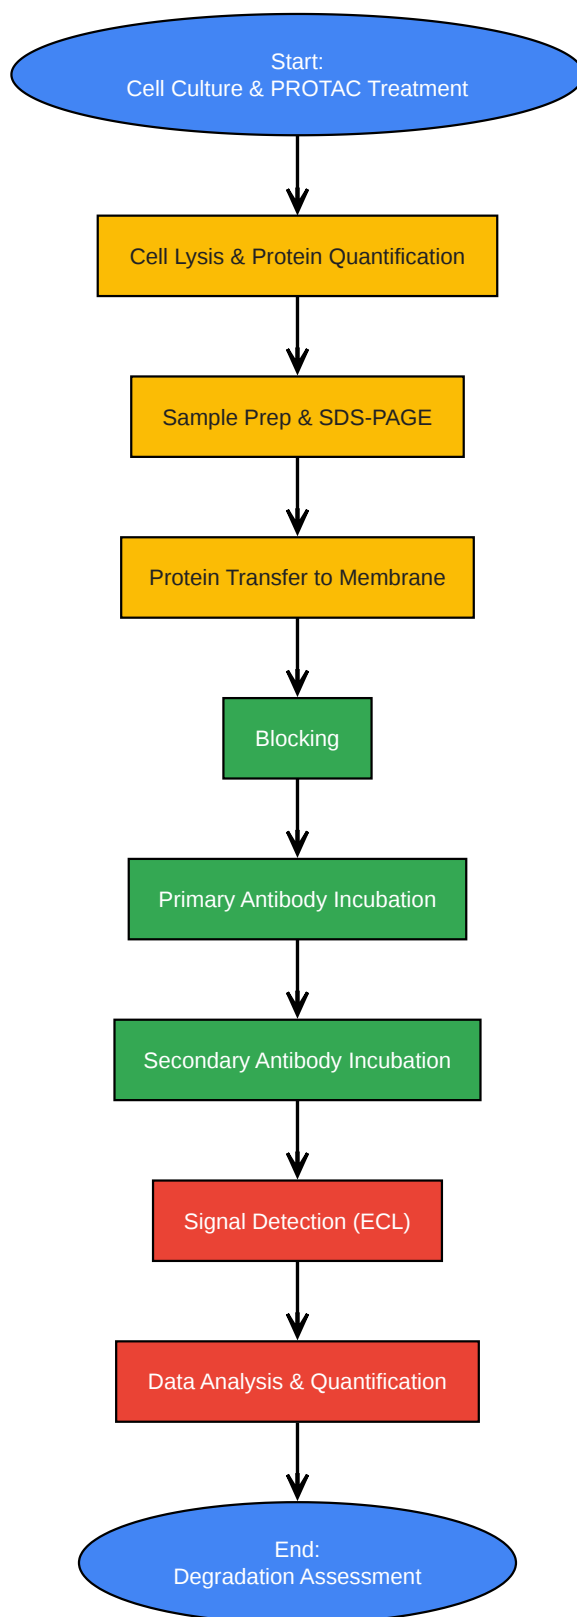 Start:
Cell Culture & PROTAC Treatment
Cell Lysis & Protein Quantification
Sample Prep & SDS-PAGE
Protein Transfer to Membrane
Blocking
Primary Antibody Incubation
Secondary Antibody Incubation
Signal Detection (ECL)
Data Analysis & Quantification
End:
Degradation Assessment